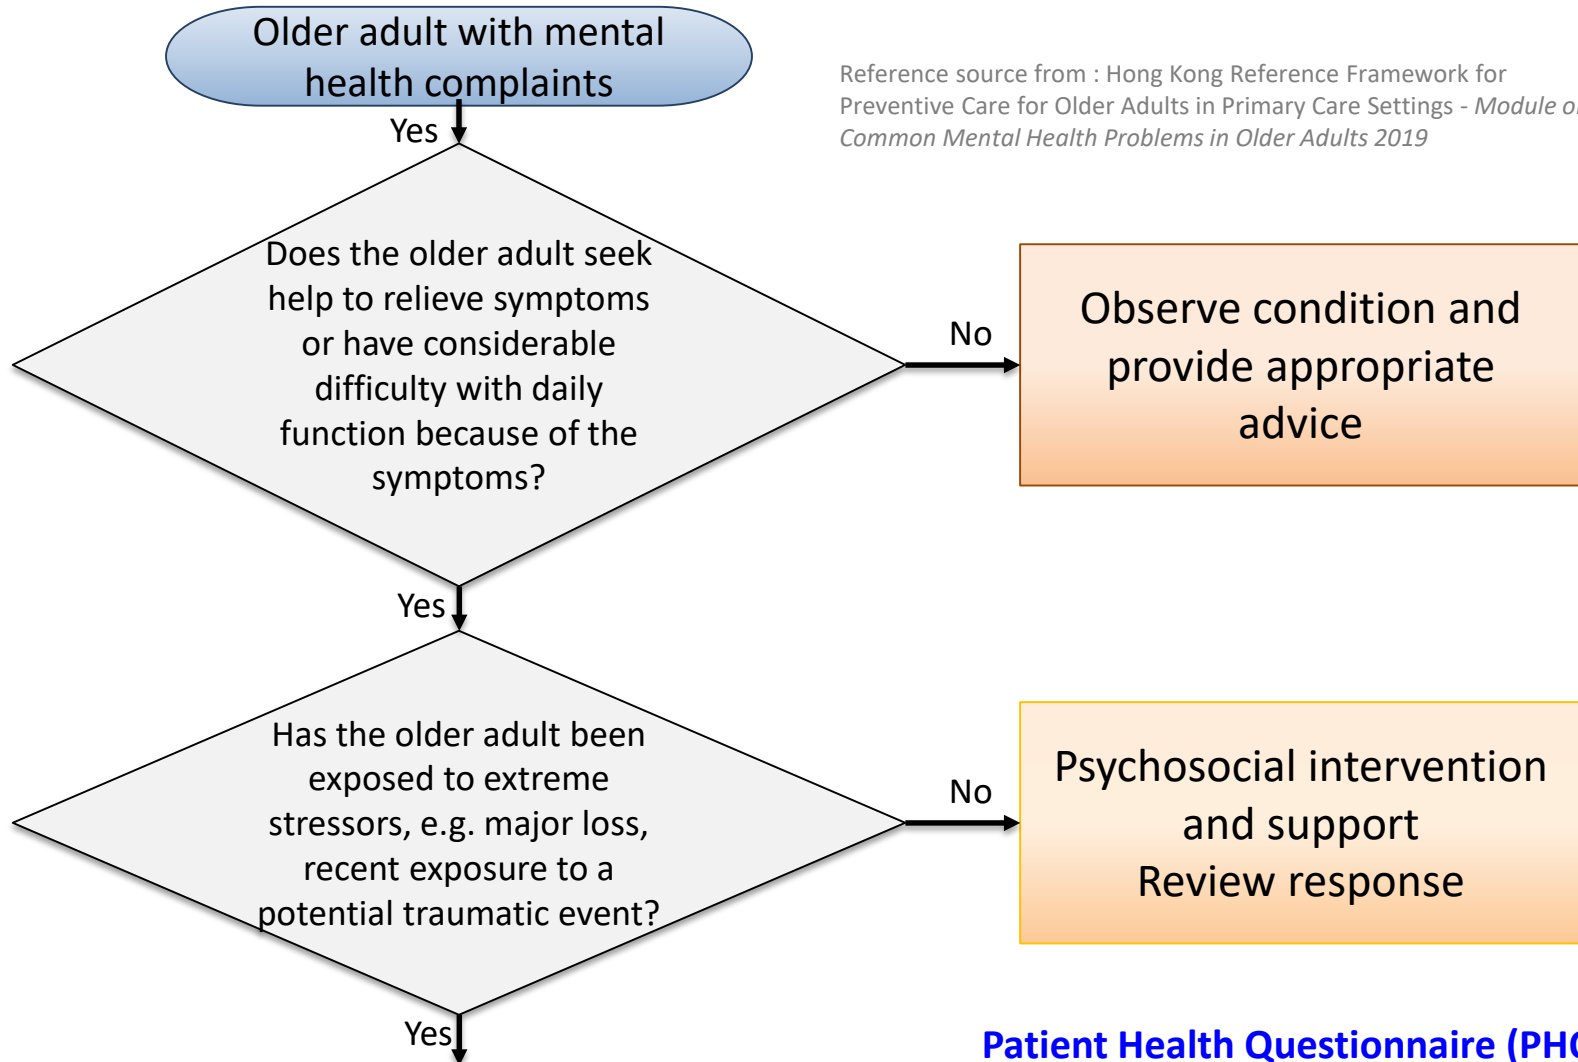 Older adult with mental
health complaints
Reference source from : Hong Kong Reference Framework for
Preventive Care for Older Adults in Primary Care Settings - Module o
Common Mental Health Problems in Older Adults 2019
Yes
Does the older adult seek
help to relieve symptoms
or have considerable
difficulty with daily
function because of the
symptoms?
No
Observe condition and
provide appropriate
advice
Yes
Has the older adult been
exposed to extreme
stressors, e.g. major loss,
recent exposure to a
potential traumatic event?
No
Psychosocial intervention
and support
Review response
Yes
Patient Health Questionnaire (PHQ